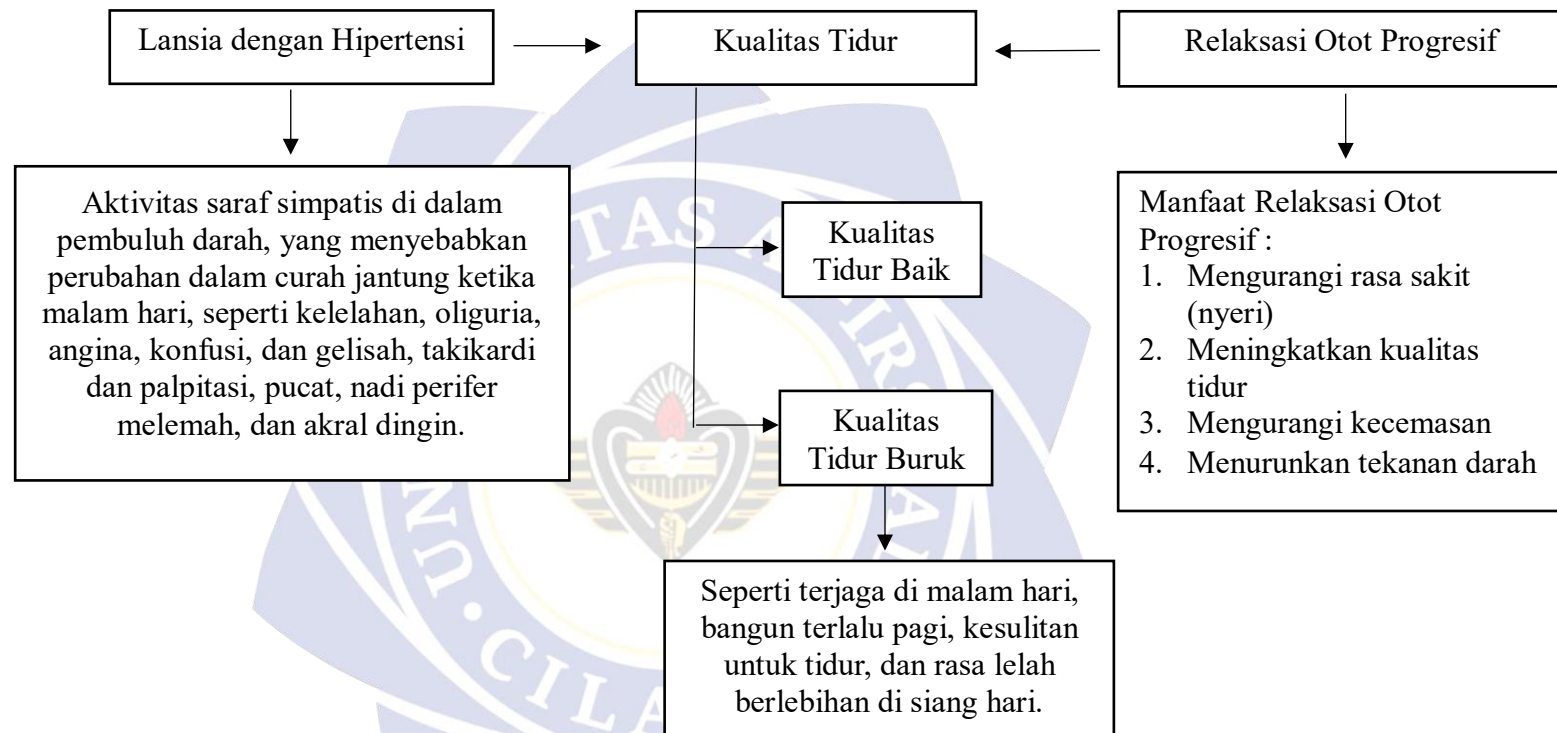 Lansia dengan Hipertensi
Kualitas Tidur
Relaksasi Otot Progresif
Aktivitas saraf simpatis di dalam
pembuluh darah, yang menyebabkan
perubahan dalam curah jantung ketika
malam hari, seperti kelelahan, oliguria,
angina, konfusi, dan gelisah, takikardi
dan palpitasi, pucat, nadi perifer
melemah, dan akral dingin.
Kualitas
Tidur Baik
Kualitas
Tidur Buruk
Seperti terjaga di malam hari,
bangun terlalu pagi, kesulitan
untuk tidur, dan rasa lelah
berlebihan di siang hari.
Manfaat Relaksasi Otot
Progresif :
1. Mengurangi rasa sakit
(nyeri)
2. Meningkatkan kualitas
tidur
3. Mengurangi kecemasan
4. Menurunkan tekanan darah